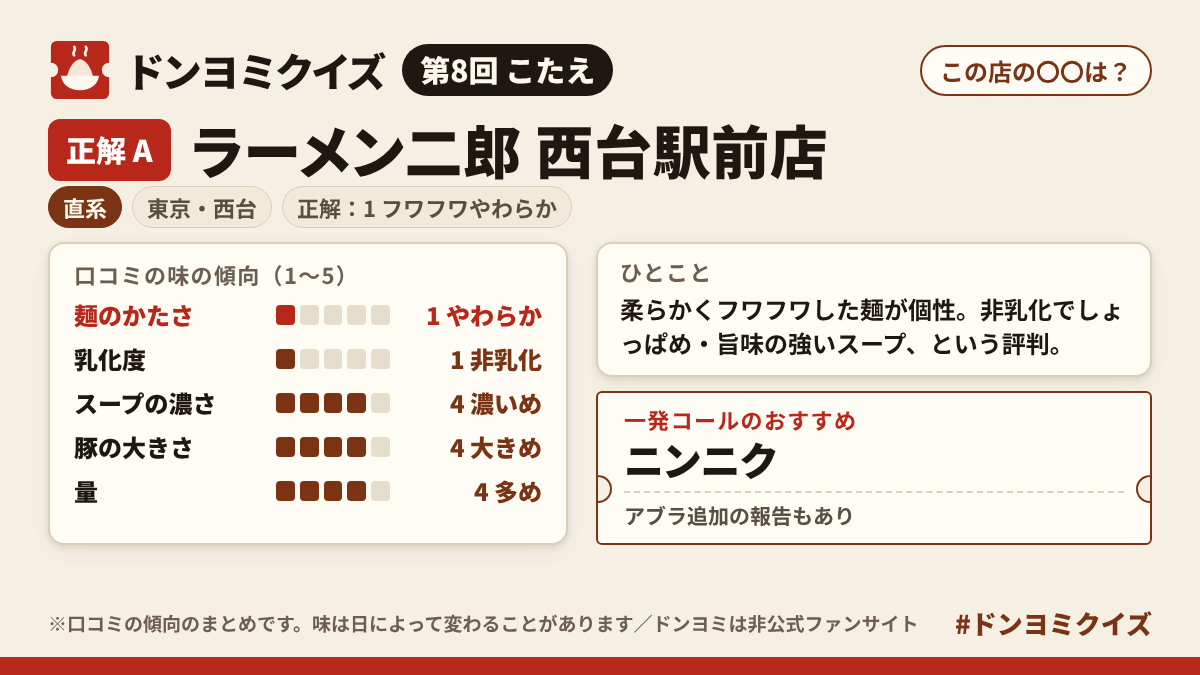 ドンヨミクイズ 第8回 こたえ
この店の〇〇は？
正解 A ラーメン二郎 西台駅前店
直系 東京・西台 正解：1 フワフワやわらか
口コミの味の傾向（1〜5）
麺のかたさ 1 やわらか
乳化度 1 非乳化
スープの濃さ 4 濃いめ
豚の大きさ 4 大きめ
量 4 多め
ひとこと
柔らかくフワフワした麺が個性。非乳化でしょ
っぱめ・旨味の強いスープ、という評判。
一発コールのおすすめ
ニンニク
アブラ追加の報告もあり
※口コミの傾向のまとめです。味は日によって変わることがあります／ドンヨミは非公式ファンサイト
#ドンヨミクイズ